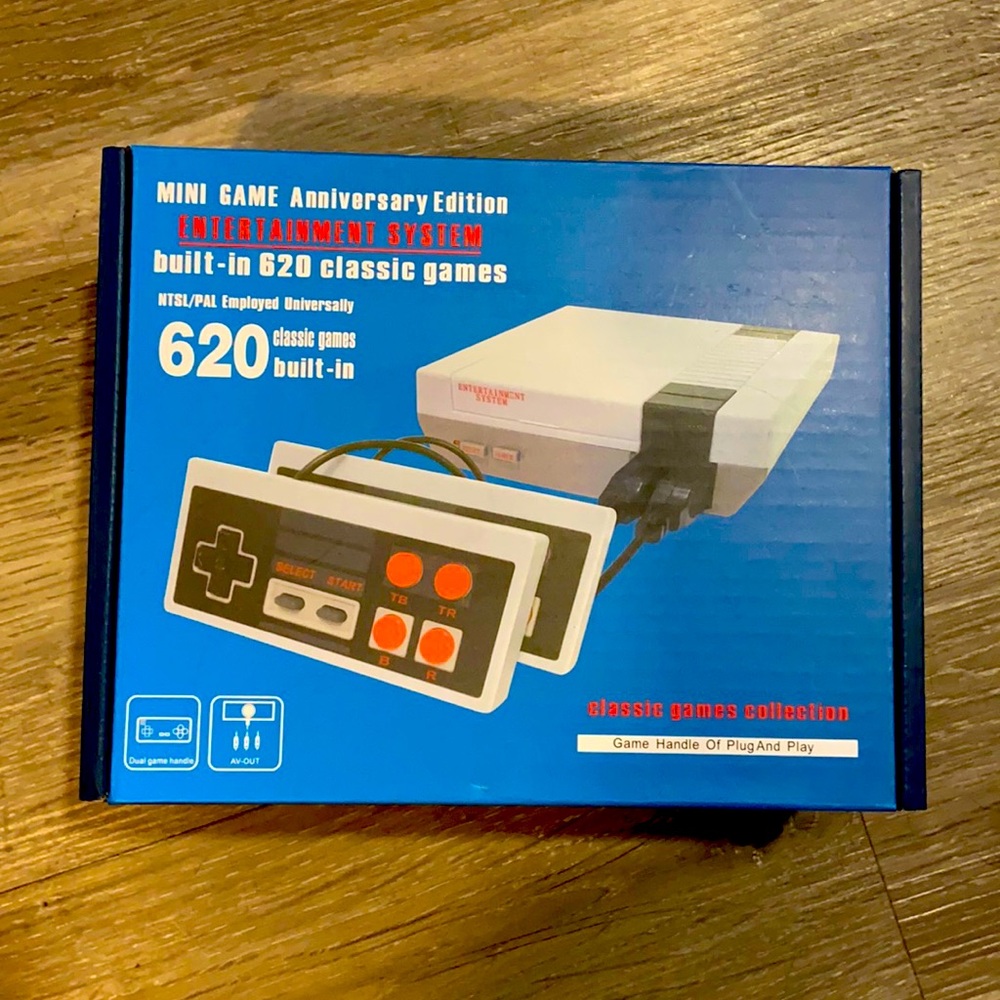 MINI GAME Anniversary Edition
ENTERTAINMENT SYSTEM
built-in 620 classic games
NTSL/PAL Employed Universally
620 classic games
built-in
ENTERTAINMENT
SYSTEM
SELECT START
TB TR
B R
classic games collection
Game Handle Of PlugAnd Play
Dual game handle
AV-OUT